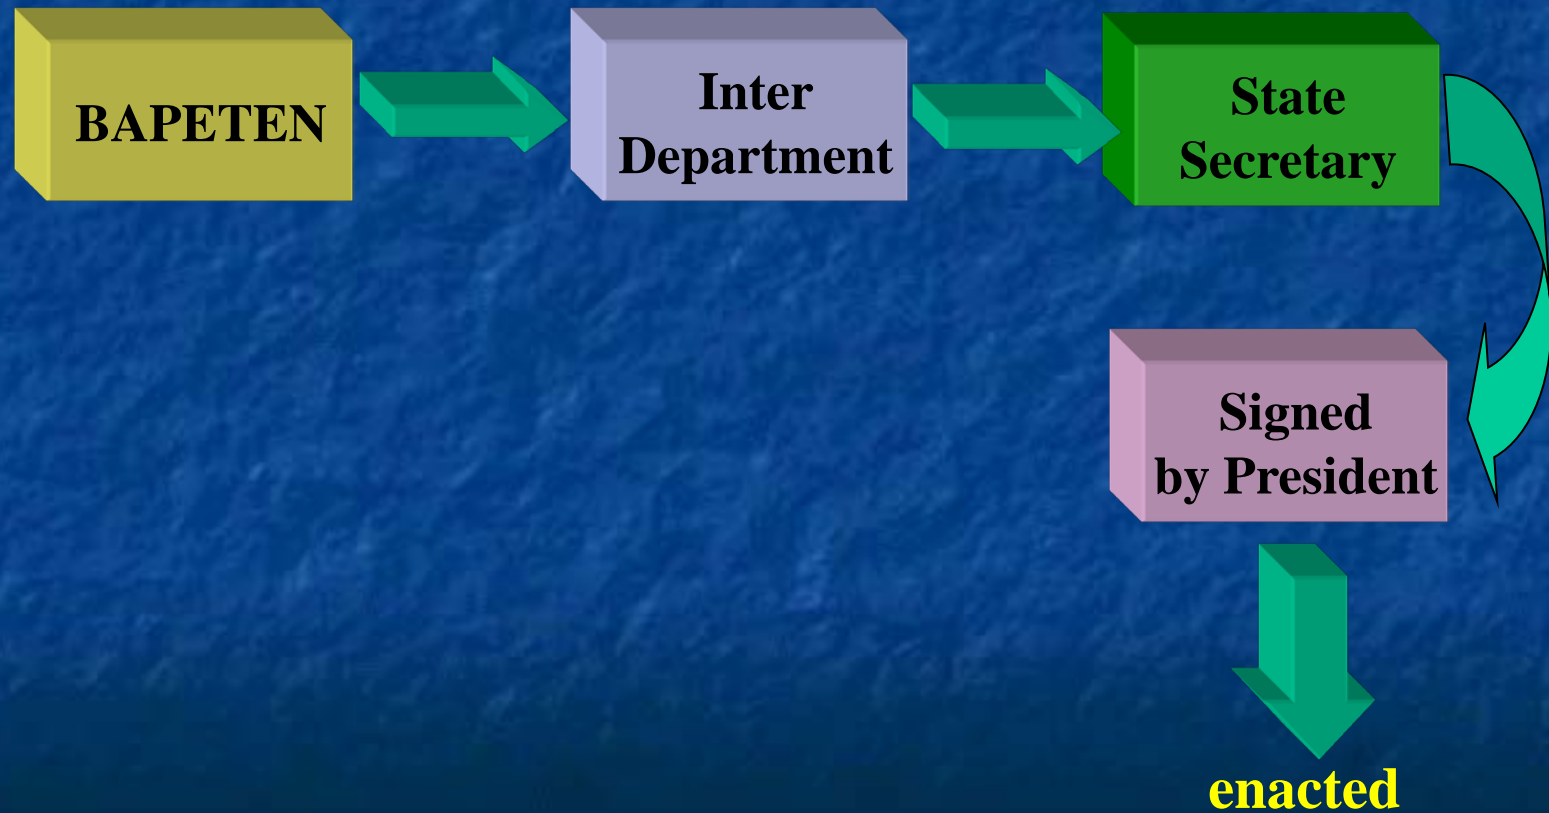 BAPETEN
Inter
Department
State
Secretary
Signed
by President
enacted